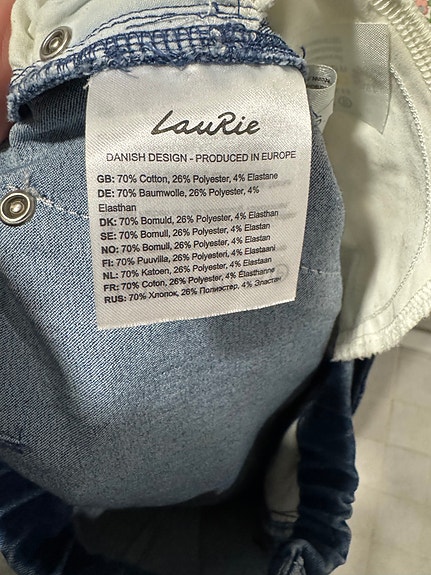 LauRie
DANISH DESIGN - PRODUCED IN EUROPE
GB: 70% Cotton, 26% Polyester, 4% Elastane
DE: 70% Baumwolle, 26% Polyester, 4%
Elasthan
DK: 70% Bomuld, 26% Polyester, 4% Elasthan
SE: 70% Bomull, 26% Polyester, 4% Elastan
NO: 70% Bomull, 26% Polyester, 4% Elastan
FI: 70% Puuvilla, 26% Polyesteri, 4% Elastaani
NL: 70% Katoen, 26% Polyester, 4% Elastaan
FR: 70% Coton, 26% Polyester, 4% Élasthanne
RUS: 70% Хлопок, 26% Полиэстер, 4% Эластан